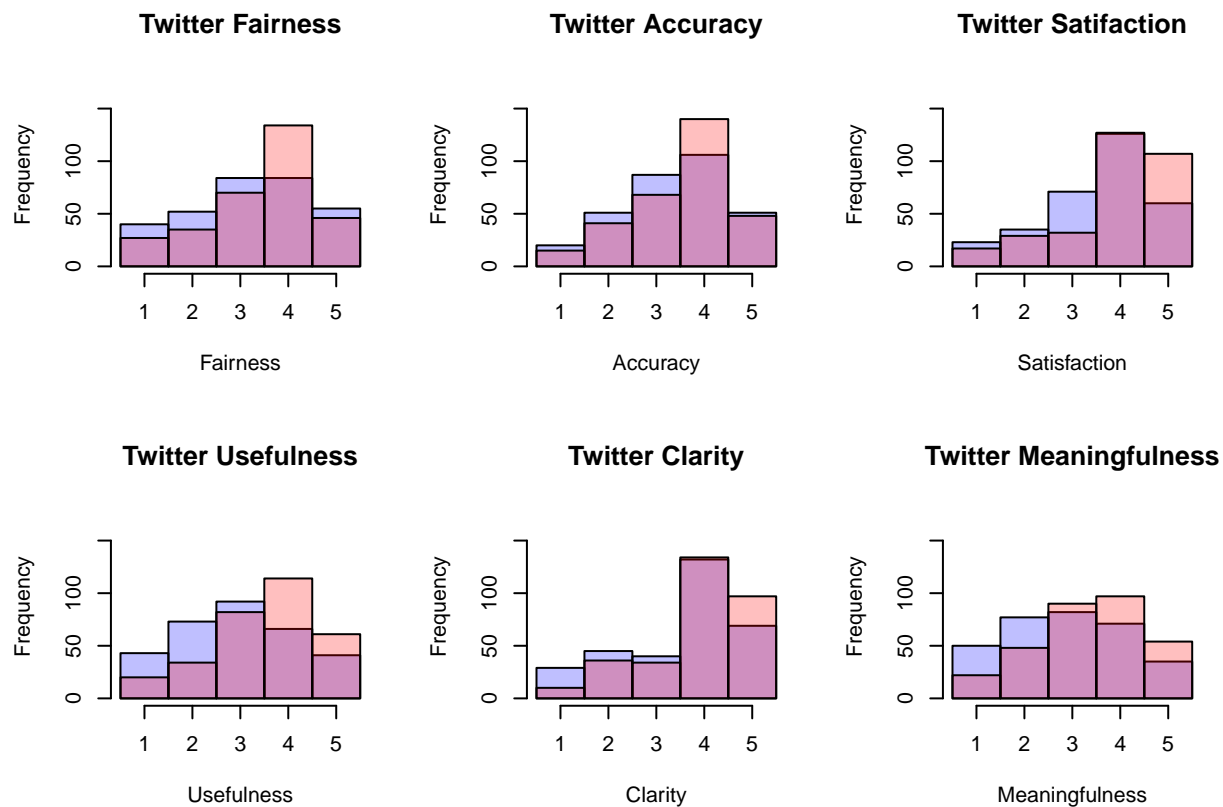 Twitter Fairness
Frequency
0 50 100
1 2 3 4 5
Fairness
Twitter Accuracy
Frequency
0 50 100
1 2 3 4 5
Accuracy
Twitter Satifaction
Frequency
0 50 100
1 2 3 4 5
Satisfaction
Twitter Usefulness
Frequency
0 50 100
1 2 3 4 5
Usefulness
Twitter Clarity
Frequency
0 50 100
1 2 3 4 5
Clarity
Twitter Meaningfulness
Frequency
0 50 100
1 2 3 4 5
Meaningfulness